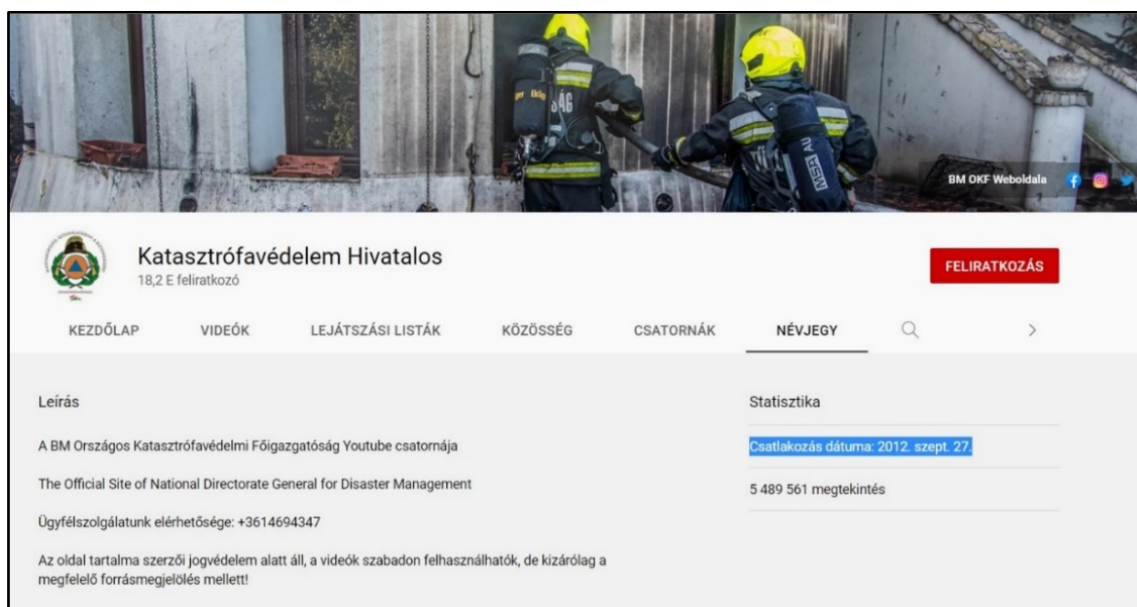 ÁG
MSA AU
BM OKF Weboldala
Katasztrófavédelem Hivatalos
18,2 E feliratkozó
FELIRATKOZÁS
KEZDŐLAP VIDEÓK LEJÁTSZÁSI LISTÁK KÖZÖSSÉG CSATORNÁK NÉVJEGY
Leírás
A BM Országos Katasztrófavédelmi Főigazgatóság Youtube csatornája
The Official Site of National Directorate General for Disaster Management
Ügyfélszolgálatunk elérhetősége: +3614694347
Az oldal tartalma szerzői jogvédelem alatt áll, a videók szabadon felhasználhatók, de kizárólag a
megfelelő forrásmegjelölés mellett!
Statisztika
Csatlakozás dátuma: 2012. szept. 27.
5 489 561 megtekintés